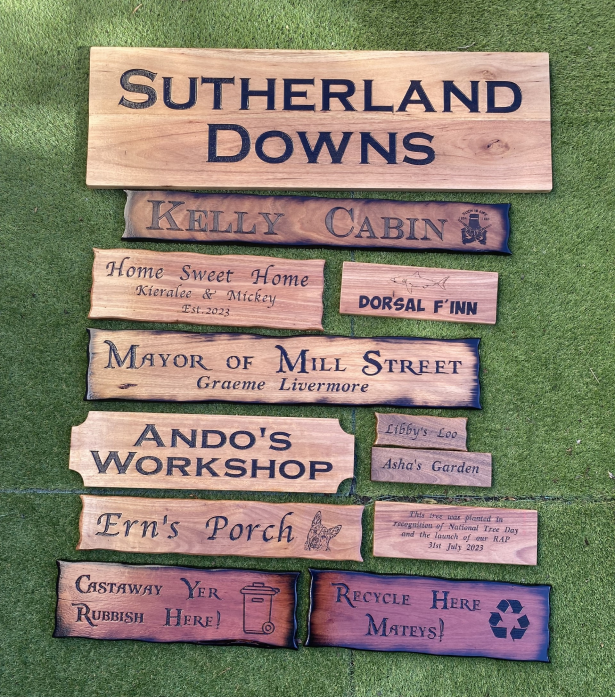 Sutherland
Downs
Kelly Cabin
Home Sweet Home
Kieralee & Mickey
Est.2023
DORSAL F'INN
Mayor of Mill Street
Graeme Livermore
Ando's
Workshop
Libby's Loo
Asha's Garden
Ern's Porch
This tree was planted in
recognision of National Tree Day
and the launch of our RAP
31st July 2023
Castaway Yer
Rubbish Here!
Recycle Here
Mateys!